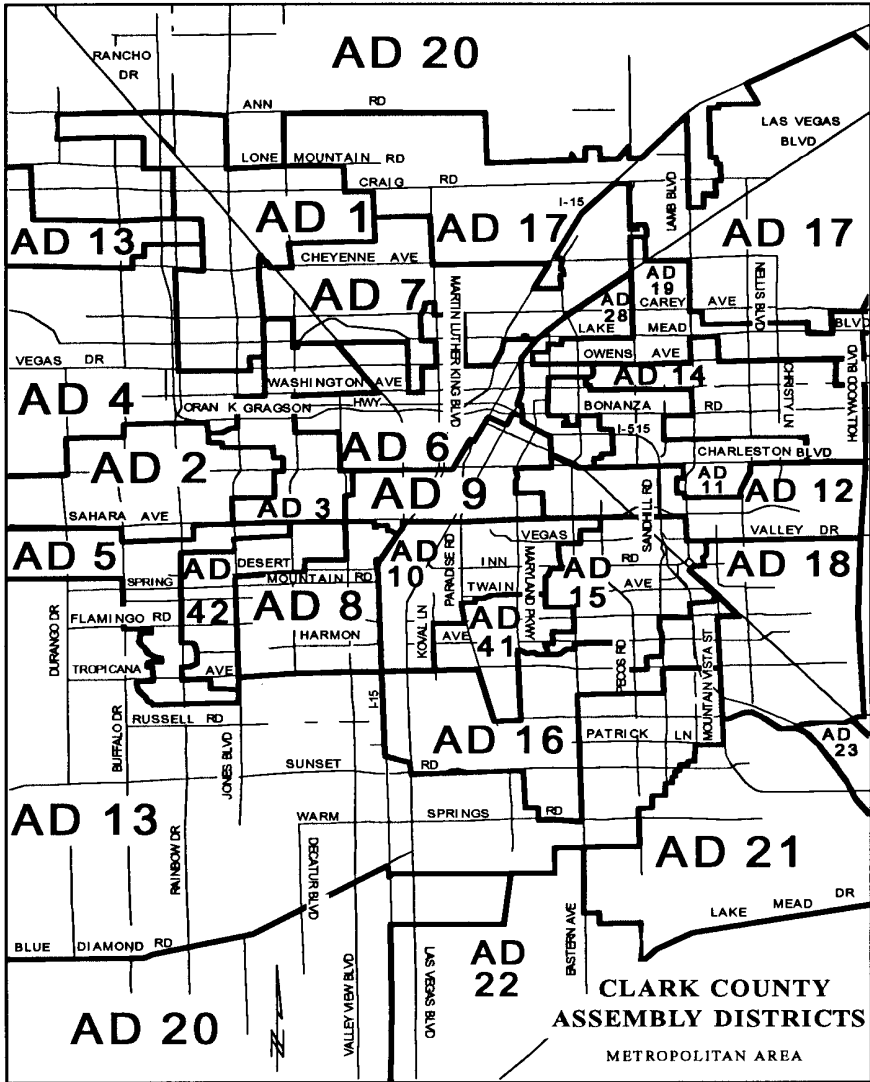 AD 20
RANCHO
DR
ANN RD
LAS VEGAS
BLVD
LONE MOUNTAIN RD
CRAIG RD
I-15
LAMB BLVD
AD 1
AD 17
AD 17
AD 13
CHEYENNE AVE
AD
19
NELLIS BLVD
AD 7
MARTIN LUTHER KING BLVD
AD
28
CAREY AVE
LAKE MEAD BLVD
VEGAS DR
OWENS AVE
WASHINGTON AVE
AD 14
CHRISTY LN
HOLLYWOOD BLVD
AD 4
ORAN K GRAGSON HWY
BONANZA RD
I-515
AD 6
CHARLESTON BLVD
AD 2
AD
11
AD 12
AD 9
AD 3
SANDHILL RD
SAHARA AVE
VEGAS VALLEY DR
AD 5
AD
42
DESERT INN RD
AD
10
PARADISE RD
MARYLAND PKWY
AD
15
AD 18
SPRING MOUNTAIN RD
TWAIN AVE
AD 8
KOVAL LN
AD
41
DURANGO DR
FLAMINGO RD
HARMON AVE
PECOS RD
MOUNTAIN VISTA ST
TROPICANA AVE
I-15
BUFFALO DR
RUSSELL RD
JONES BLVD
AD 16
PATRICK LN
AD
23
SUNSET RD
AD 13
RAINBOW DR
WARM SPRINGS RD
DECATUR BLVD
AD 21
LAKE MEAD DR
BLUE DIAMOND RD
VALLEY VIEW BLVD
LAS VEGAS BLVD
AD
22
EASTERN AVE
AD 20
N
CLARK COUNTY
ASSEMBLY DISTRICTS
METROPOLITAN AREA